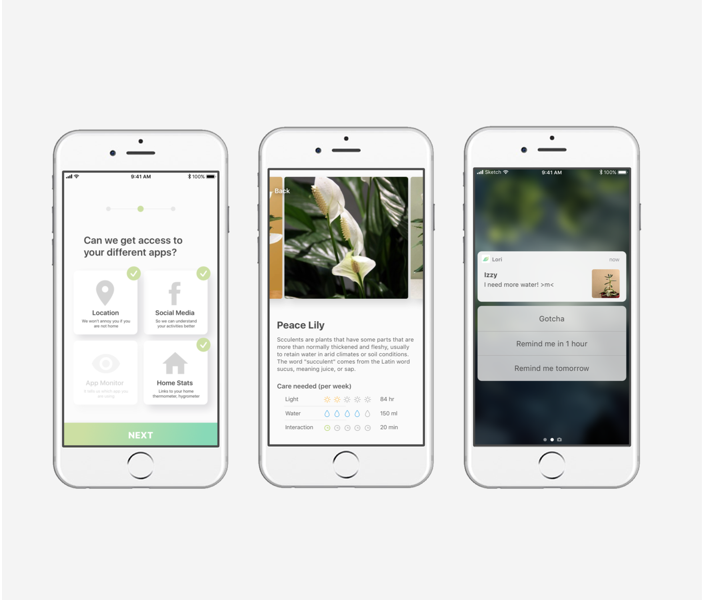 9:41 AM
100%
Can we get access to
your different apps?
Location
We won't annoy you if you
are not home
Social Media
So we can understand
your activities better
App Monitor
Home Stats
Links to your home
thermometer, hygrometer
NEXT
Back
Peace Lily
Scculents are plants that have some parts that are
more than normally thickened and fleshy, usually
to retain water in arid climates or soil conditions.
The word "succulent" comes from the Latin word
sucus, meaning juice, or sap.
Care needed (per week)
Light 84 hr
Water 150 ml
Interaction 20 min
Sketch 9:41 AM 100%
Lori now
Izzy
I need more water! >m<
Gotcha
Remind me in 1 hour
Remind me tomorrow